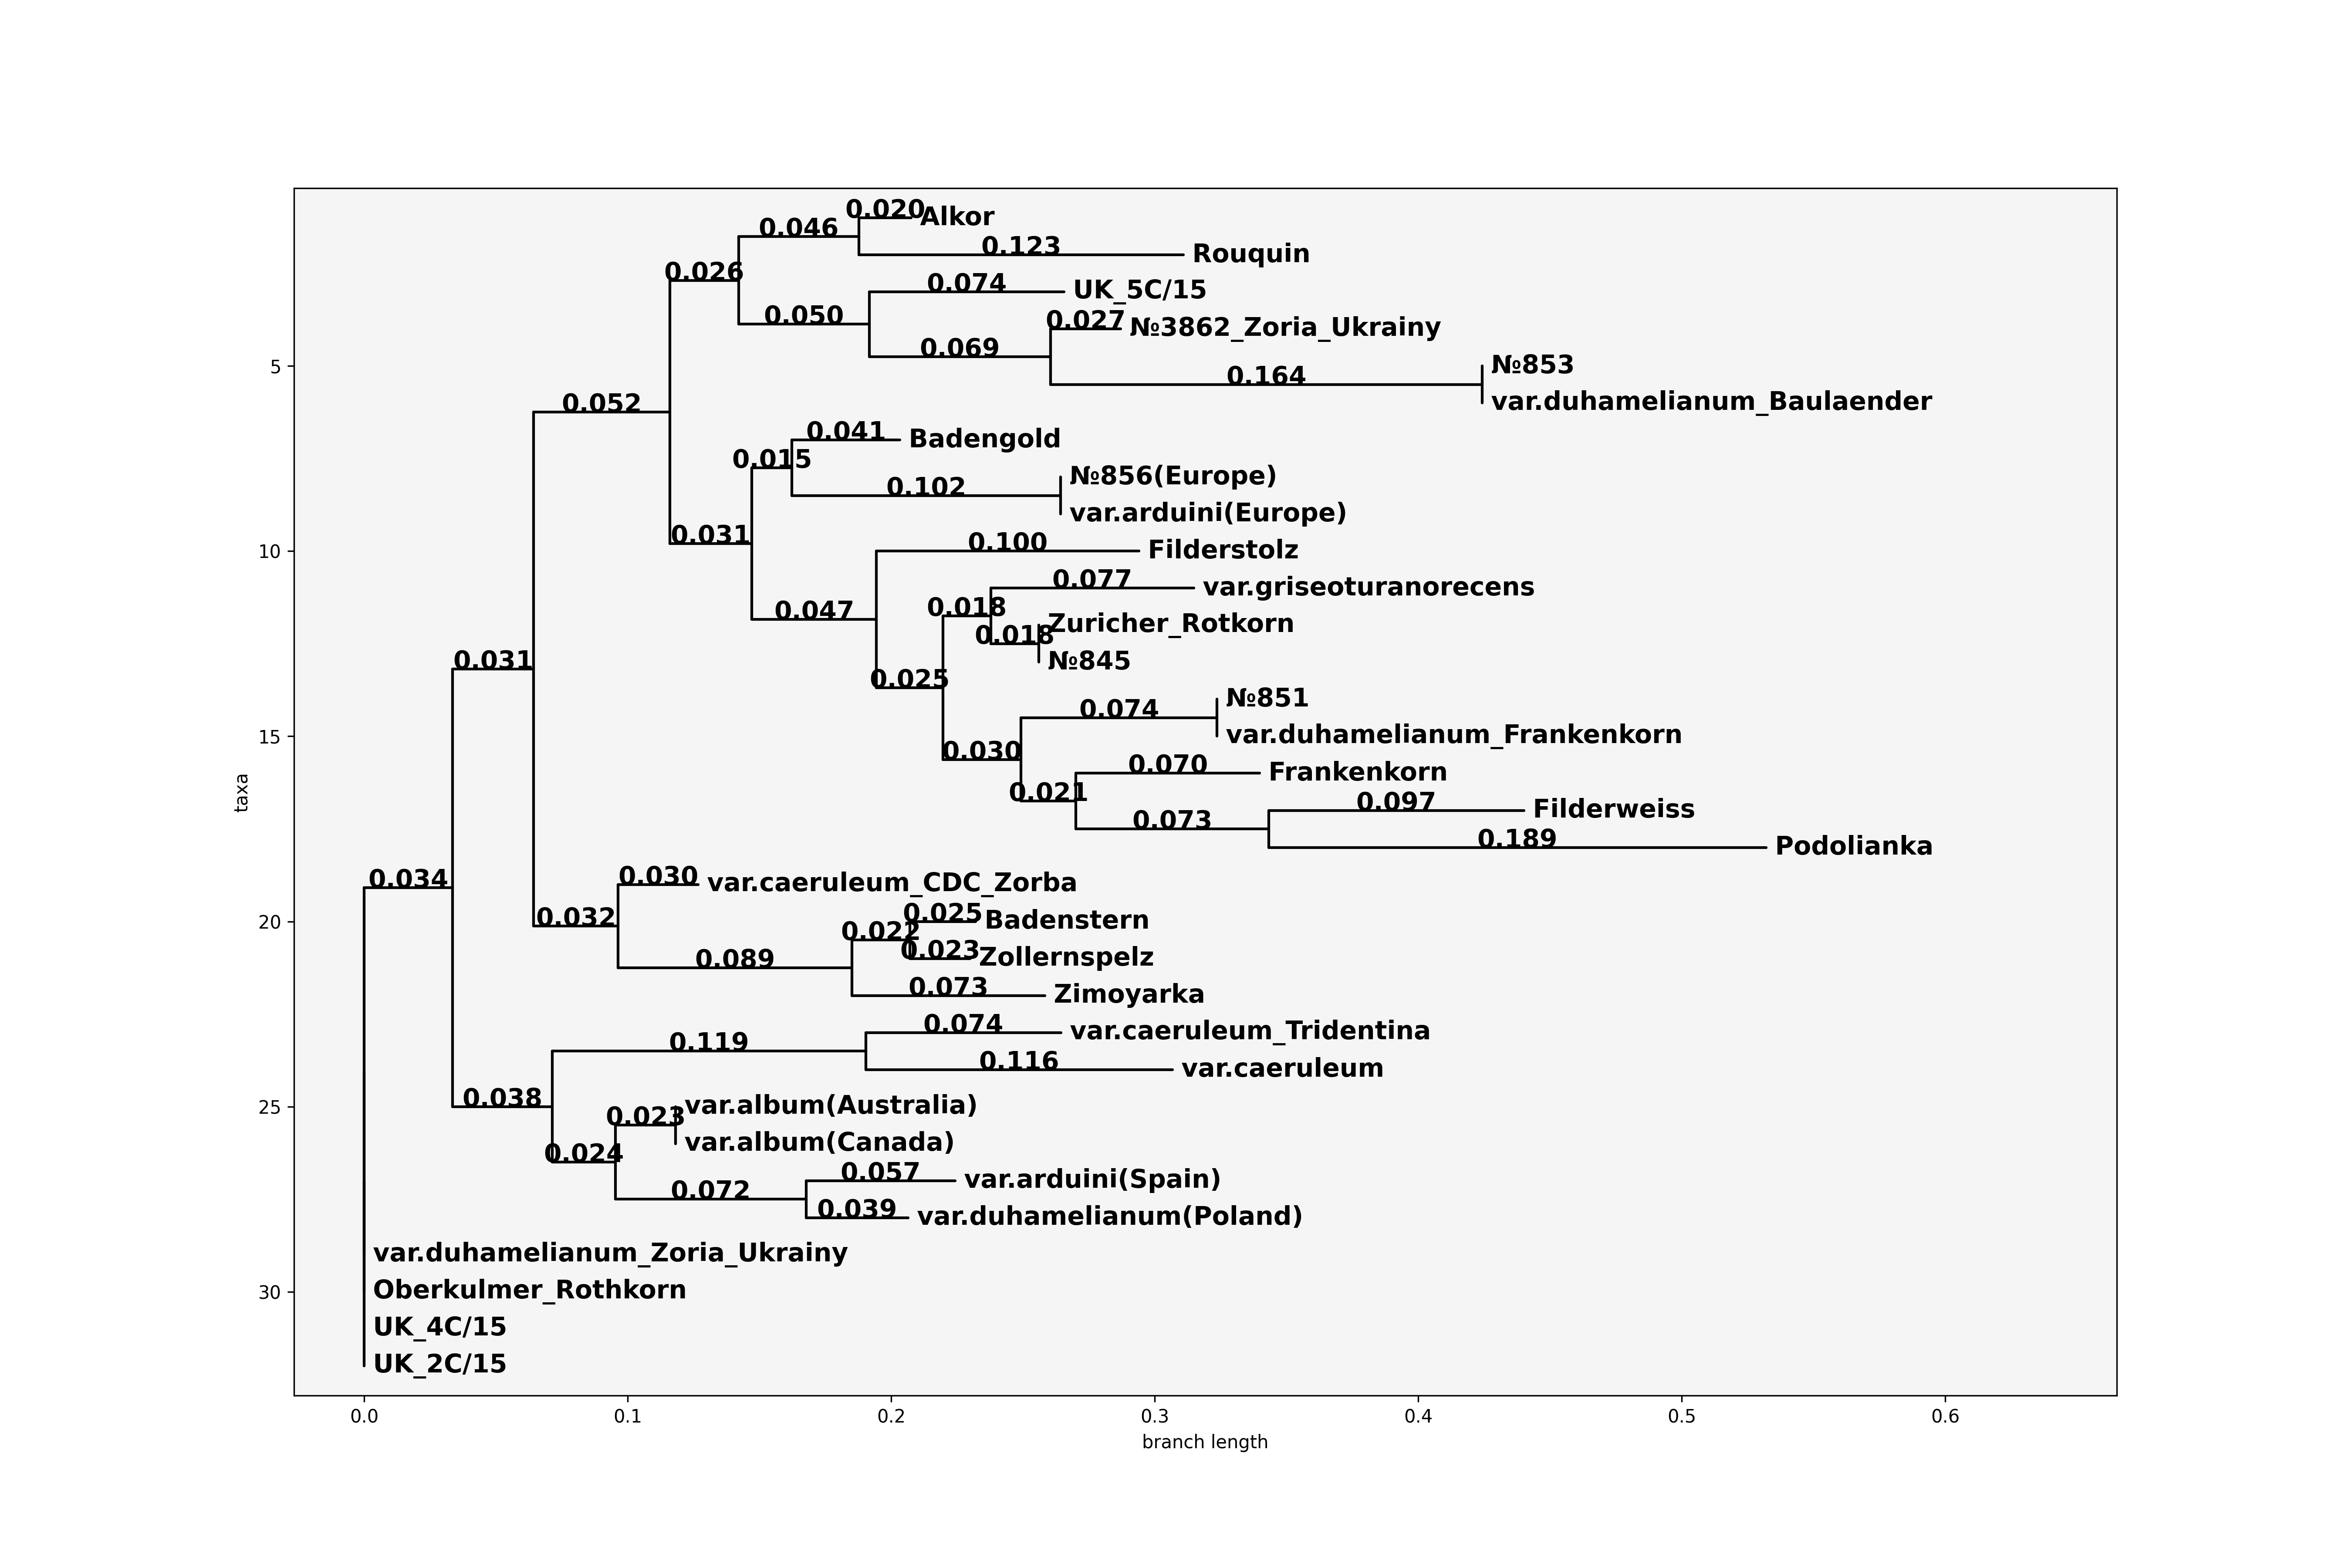 0.020 Alkor
0.046
0.123 Rouquin
0.026
0.074 UK_5C/15
0.050
0.027 №3862_Zoria_Ukrainy
0.069
5
№853
0.164
var.duhamelianum_Baulaender
0.052
0.041 Badengold
0.015
№856(Europe)
0.102
var.arduini(Europe)
0.031
10
0.100 Filderstolz
0.077 var.griseoturanorecens
0.018
0.047
Zuricher_Rotkorn
0.018
№845
0.031
0.025
№851
0.074
15
var.duhamelianum_Frankenkorn
0.030
0.070 Frankenkorn
0.021
0.097 Filderweiss
0.073
0.189 Podolianka
taxa
0.034
0.030 var.caeruleum_CDC_Zorba
20
0.032
0.025 Badenstern
0.022
0.023 Zollernspelz
0.089
0.073 Zimoyarka
0.074 var.caeruleum_Tridentina
0.119
0.116 var.caeruleum
25
0.038
var.album(Australia)
0.023
var.album(Canada)
0.024
0.057 var.arduini(Spain)
0.072
0.039 var.duhamelianum(Poland)
var.duhamelianum_Zoria_Ukrainy
30
Oberkulmer_Rothkorn
UK_4C/15
UK_2C/15
0.0 0.1 0.2 0.3 0.4 0.5 0.6
branch length